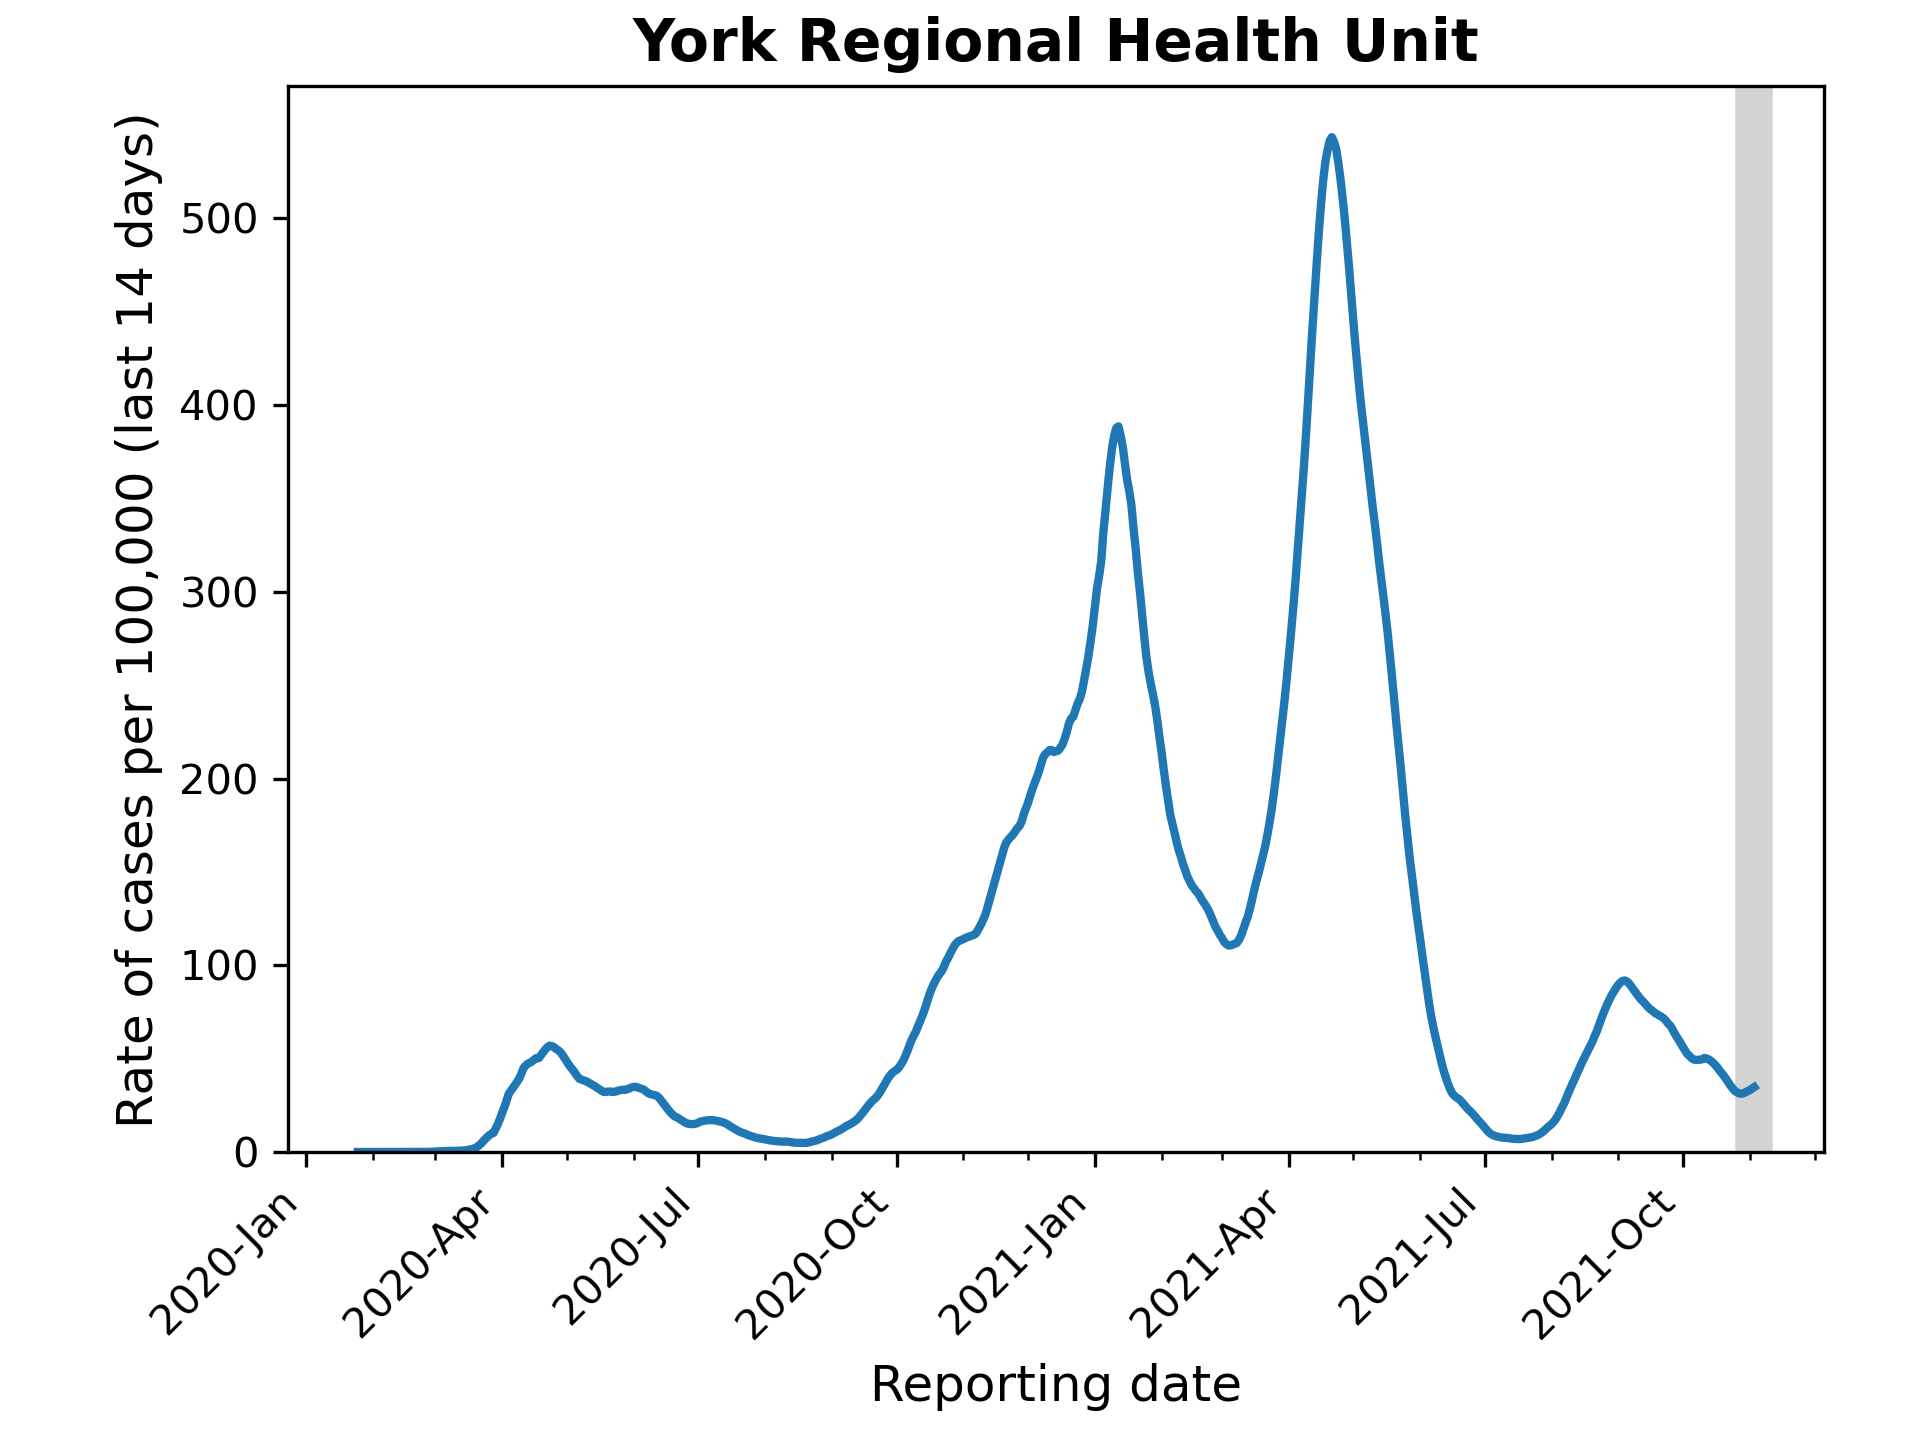 York Regional Health Unit
Rate of cases per 100,000 (last 14 days)
500
400
300
200
100
0
2020-Jan
2020-Apr
2020-Jul
2020-Oct
2021-Jan
2021-Apr
2021-Jul
2021-Oct
Reporting date